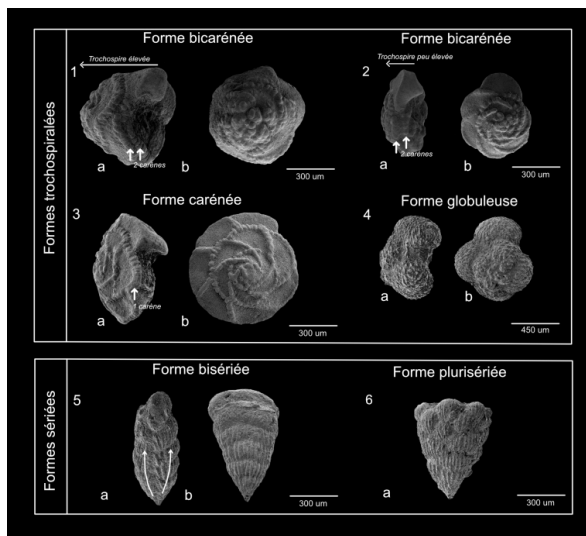 Formes trochospiralées
Forme bicarénée
Trochospire élevée
1
2 carènes
a
b
300 um
Forme bicarénée
Trochospire peu élevée
2
2 carènes
a
b
300 um
Forme carénée
3
1 carène
a
b
300 um
Forme globuleuse
4
a
b
450 um
Formes sériées
Forme bisériée
5
a
b
300 um
Forme plurisériée
6
a
300 um